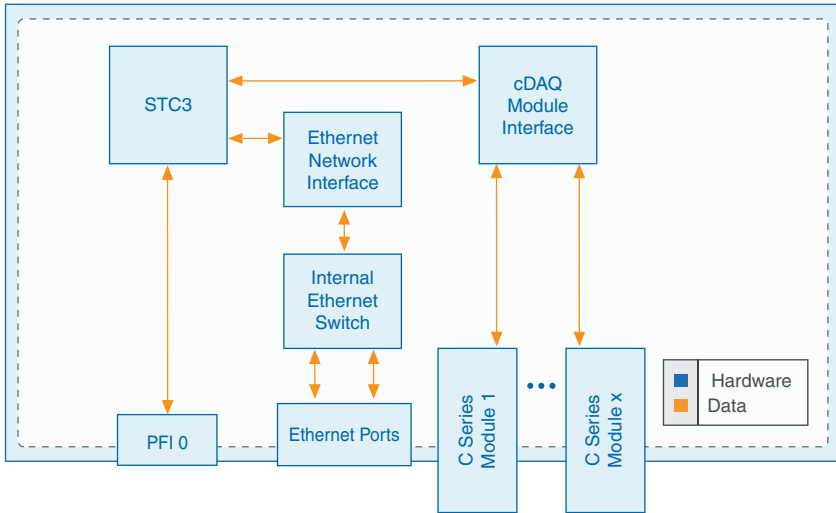 STC3
cDAQ
Module
Interface
Ethernet
Network
Interface
Internal
Ethernet
Switch
PFI 0
Ethernet Ports
C Series
Module 1
C Series
Module x
Hardware
Data